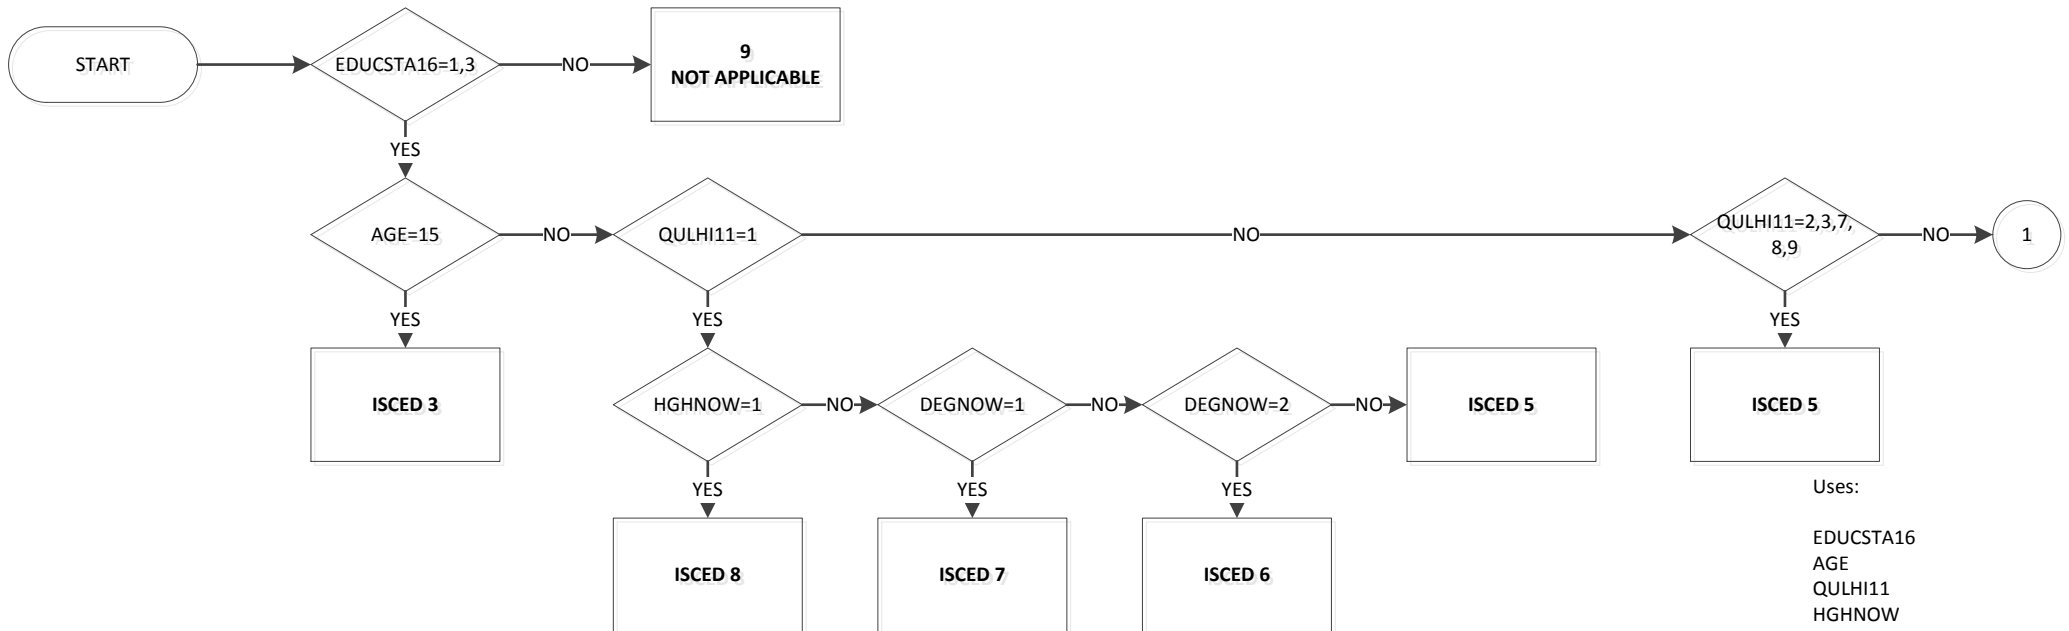 START
EDUCSTA16=1,3
NO
9
NOT APPLICABLE
YES
AGE=15
NO
QULHI11=1
NO
QULHI11=2,3,7,
8,9
NO
1
YES
YES
YES
ISCED 3
HGHNOW=1
NO
DEGNOW=1
NO
DEGNOW=2
NO
ISCED 5
ISCED 5
YES
YES
YES
ISCED 8
ISCED 7
ISCED 6
Uses:
EDUCSTA16
AGE
QULHI11
HGHNOW